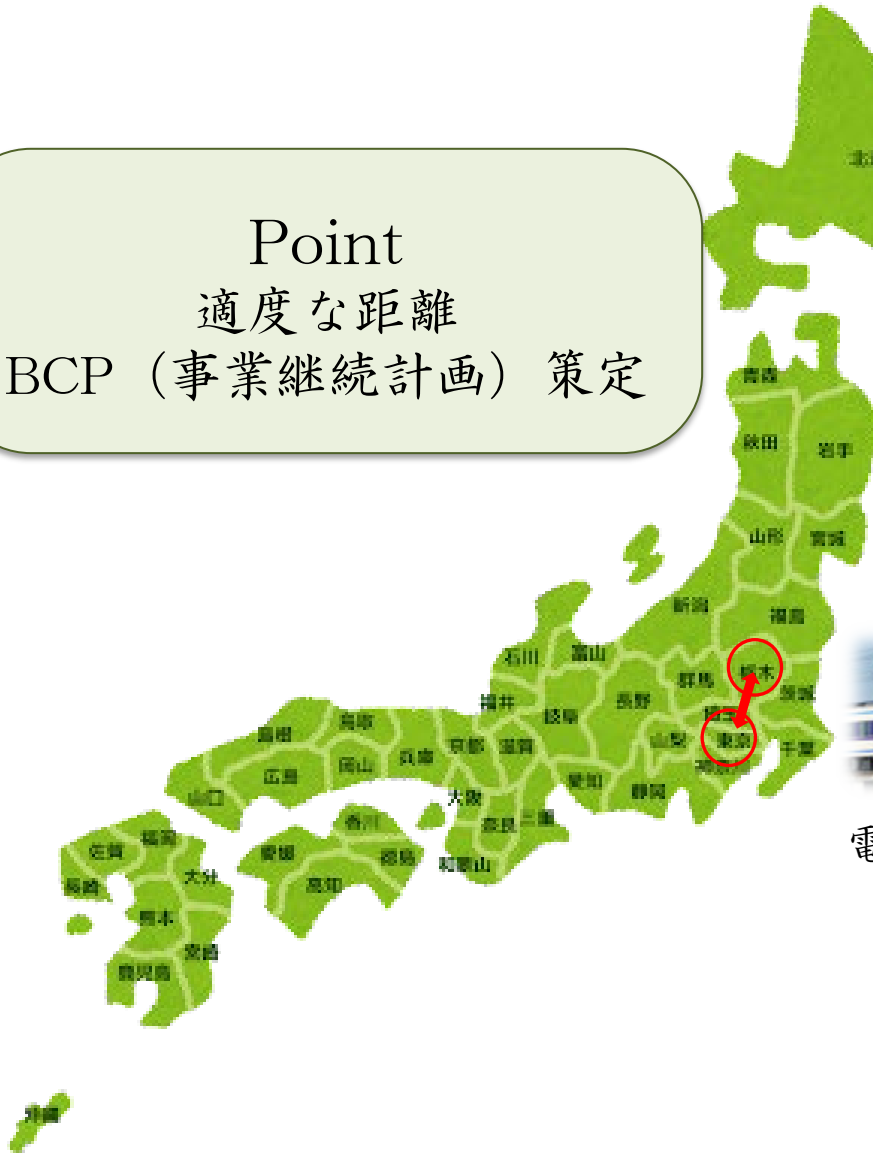 Point
適度な距離
BCP（事業継続計画）策定
青森
秋田
岩手
山形
宮城
新潟
福島
石川
富山
栃木
群馬
茨城
福井
長野
岐阜
埼玉
山梨
東京
千葉
鳥取
島根
京都
滋賀
兵庫
岡山
広島
愛知
静岡
山口
大阪
奈良
三重
香川
福岡
佐賀
愛媛
徳島
和歌山
大分
長崎
高知
熊本
宮崎
鹿児島
沖縄
電